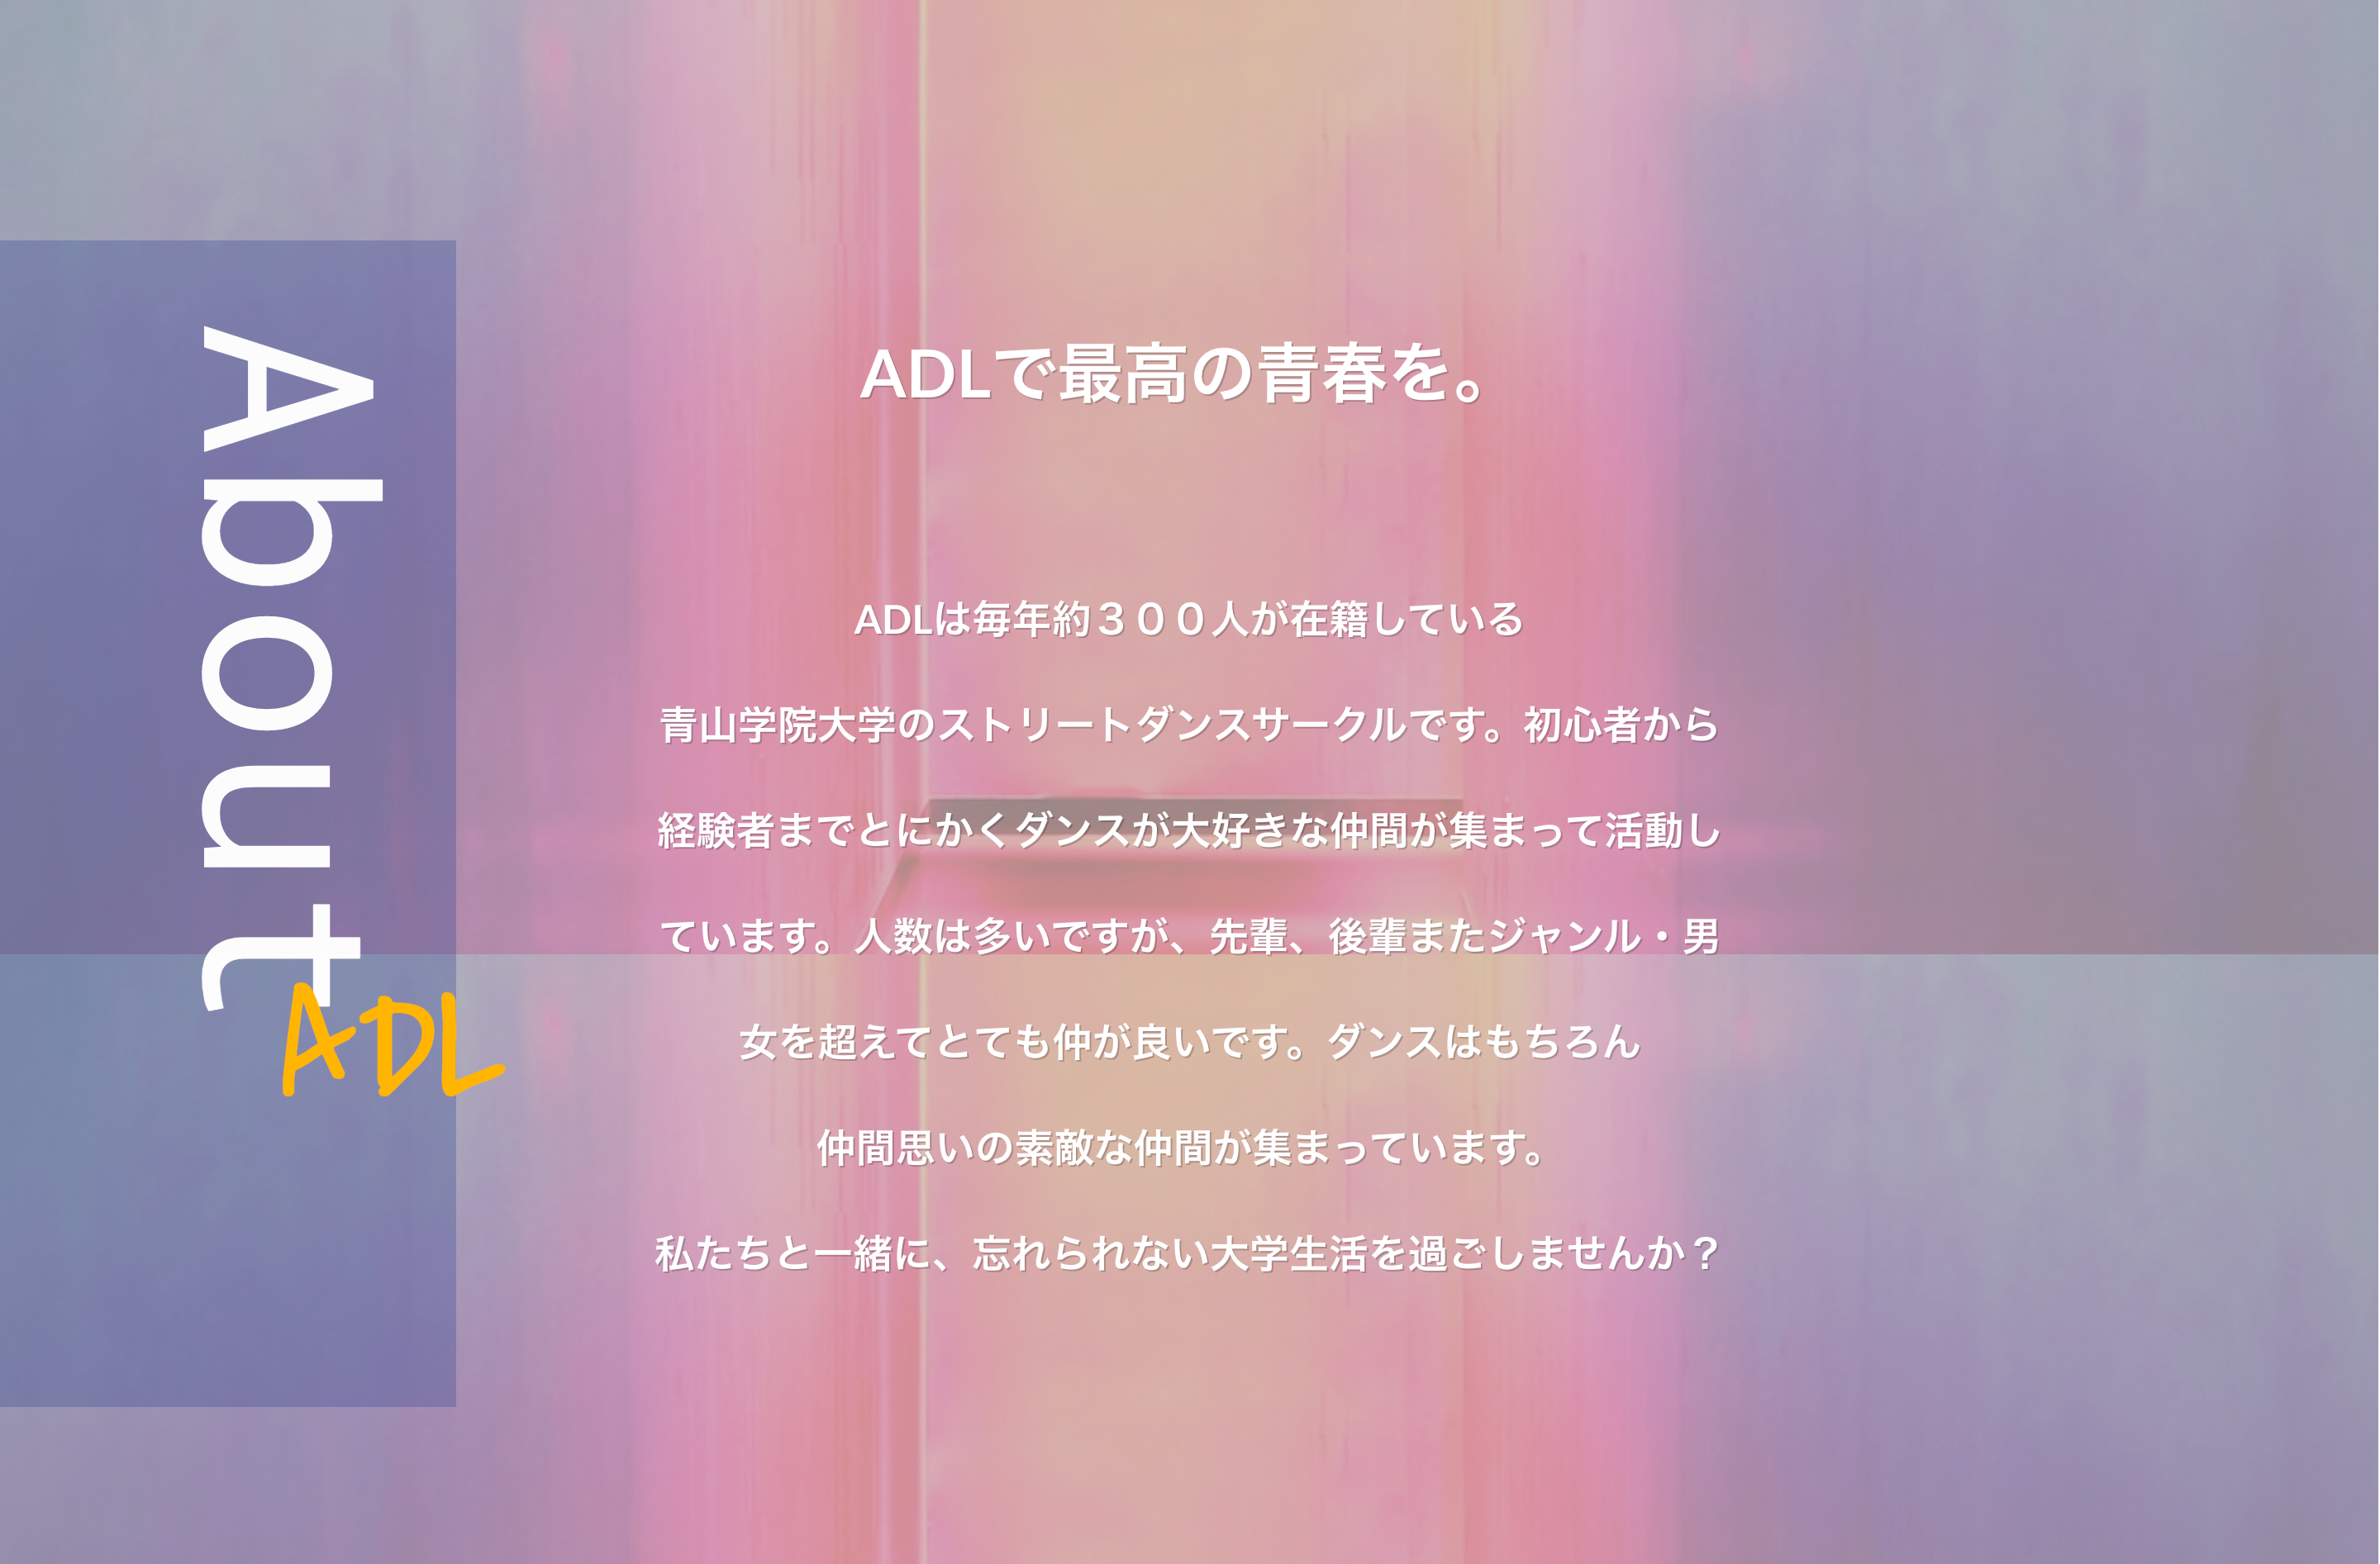 About
ADL
ADLで最高の青春を。
ADLは毎年約３００人が在籍している
青山学院大学のストリートダンスサークルです。初心者から
経験者までとにかくダンスが大好きな仲間が集まって活動し
ています。人数は多いですが、先輩、後輩またジャンル・男
女を超えてとても仲が良いです。ダンスはもちろん
仲間思いの素敵な仲間が集まっています。
私たちと一緒に、忘れられない大学生活を過ごしませんか？